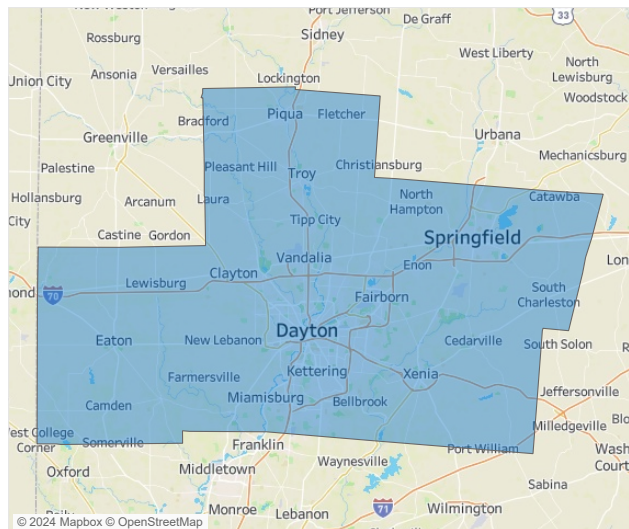 Port Jefferson
De Graff
33
Rossburg
Sidney
West Liberty
Ansonia
Versailles
North
Lewisburg
Union City
Lockington
Woodstock
Bradford
Piqua
Fletcher
Greenville
Urbana
Mechanicsburg
Palestine
Pleasant Hill
Troy
Christiansburg
Hollansburg
Arcanum
Laura
North
Hampton
Catawba
City
Tipp City
Castine
Gordon
Springfield
Vandalia
Clayton
Enon
Lewisburg
70
Fairborn
South
Charleston
Dayton
Eaton
New Lebanon
Cedarville
South Solon
Farmersville
Kettering
Xenia
Camden
Miamisburg
Bellbrook
Jeffersonville
Milledgeville
Corner
Somerville
Franklin
Port William
Oxford
Middletown
Waynesville
Sabina
Monroe
Lebanon
71
Wilmington
© 2024 Mapbox © OpenStreetMap